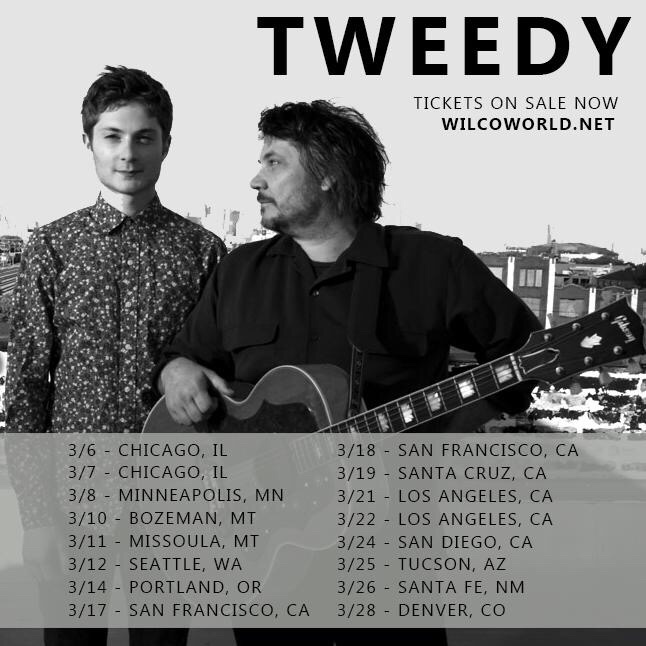 TWEEDY
TICKETS ON SALE NOW
WILCOWORLD.NET
Gibson
3/6 - CHICAGO, IL
3/7 - CHICAGO, IL
3/8 - MINNEAPOLIS, MN
3/10 - BOZEMAN, MT
3/11 - MISSOULA, MT
3/12 - SEATTLE, WA
3/14 - PORTLAND, OR
3/17 - SAN FRANCISCO, CA
3/18 - SAN FRANCISCO, CA
3/19 - SANTA CRUZ, CA
3/21 - LOS ANGELES, CA
3/22 - LOS ANGELES, CA
3/24 - SAN DIEGO, CA
3/25 - TUCSON, AZ
3/26 - SANTA FE, NM
3/28 - DENVER, CO